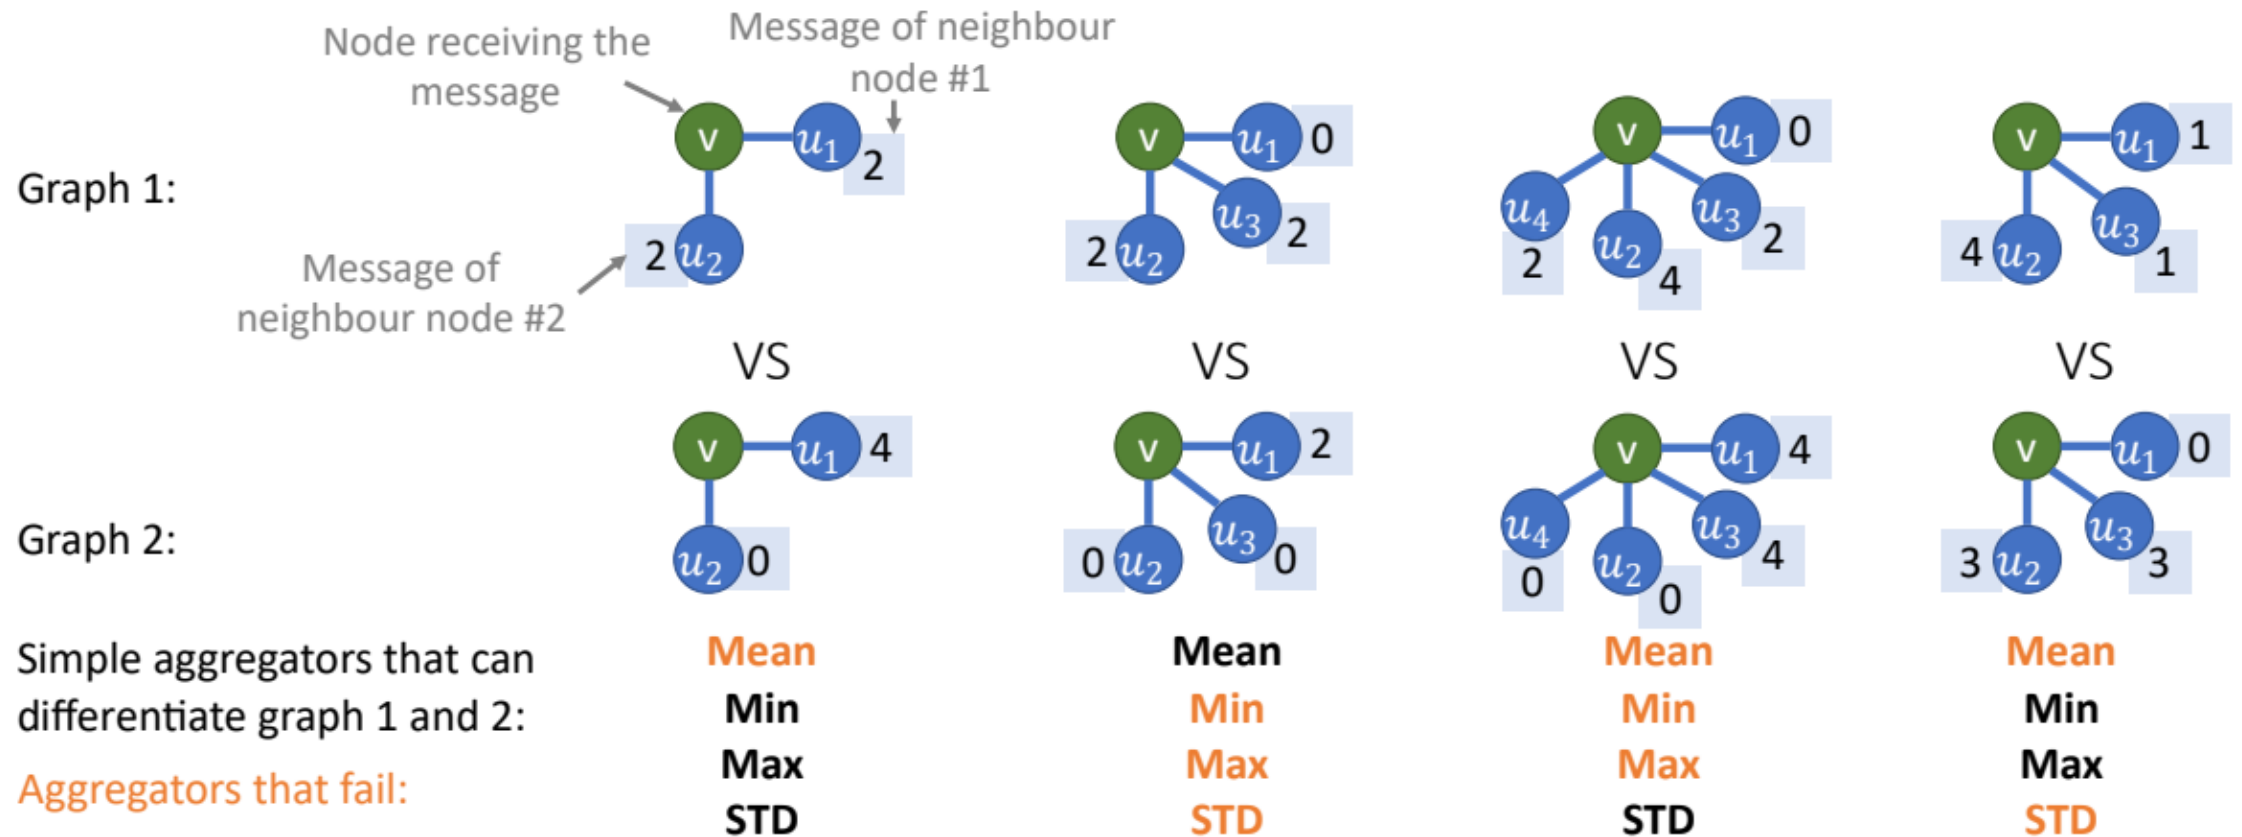 Node receiving the
message
Message of neighbour
node #1
Graph 1:
v
u₁
2
2
u₂
Message of
neighbour node #2
v
u₁
0
u₃
2
2
u₂
v
u₁
0
u₄
2
u₂
4
u₃
2
v
u₁
1
u₃
1
4
u₂
VS
VS
VS
VS
Graph 2:
v
u₁
4
u₂
0
v
u₁
2
u₃
0
0
u₂
v
u₁
4
u₄
0
u₂
0
u₃
4
v
u₁
0
u₃
3
3
u₂
Simple aggregators that can
differentiate graph 1 and 2:
Aggregators that fail:
Mean
Min
Max
STD
Mean
Min
Max
STD
Mean
Min
Max
STD
Mean
Min
Max
STD